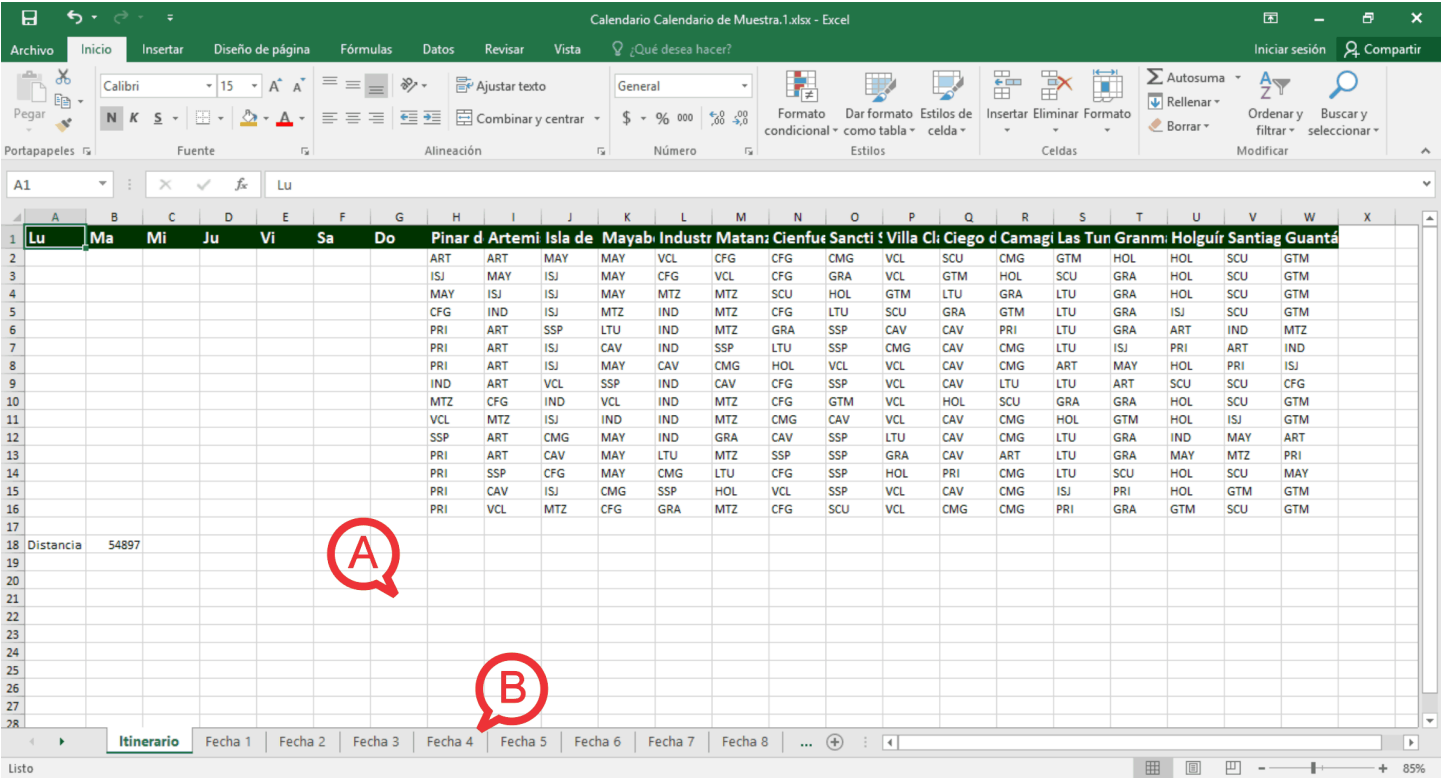 Calendario Calendario de Muestra.1.xlsx - Excel
Archivo Inicio Insertar Diseño de página Fórmulas Datos Revisar Vista ¿Qué desea hacer? Iniciar sesión Compartir
Pegar
Calibri 15 A A
N K S A
Ajustar texto
Combinar y centrar
General
$ % 000
Formato condicional
Dar formato como tabla
Estilos de celda
Insertar Eliminar Formato
Autosuma
Rellenar
Borrar
Ordenar y filtrar
Buscar y seleccionar
Portapapeles Fuente Alineación Número Estilos Celdas Modificar
A1 fx Lu
A B C D E F G H I J K L M N O P Q R S T U V W X
1 Lu Ma Mi Ju Vi Sa Do Pinar d Artemi Isla de Mayab Industr Matanz Cienfue Sancti S Villa Cla Ciego d Camagü Las Tun Granma Holguín Santiag Guantá
2 ART ART MAY MAY VCL CFG CFG CMG VCL SCU CMG GTM HOL HOL SCU GTM
3 ISJ MAY ISJ MAY CFG VCL CFG GRA VCL GTM HOL SCU GRA HOL SCU GTM
4 MAY ISJ ISJ MAY MTZ MTZ SCU HOL GTM LTU GRA LTU GRA HOL SCU GTM
5 CFG IND ISJ MTZ IND MTZ CFG LTU SCU GRA GTM LTU GRA ISJ SCU GTM
6 PRI ART SSP LTU IND MTZ GRA SSP CAV CAV PRI LTU GRA ART IND MTZ
7 PRI ART ISJ CAV IND SSP LTU SSP CMG CAV CMG LTU ISJ PRI ART IND
8 PRI ART ISJ MAY CAV CMG HOL VCL VCL CAV CMG ART MAY HOL PRI ISJ
9 IND ART VCL SSP IND CAV CFG SSP VCL CAV LTU LTU ART SCU SCU CFG
10 MTZ CFG IND VCL IND MTZ CFG GTM VCL HOL SCU GRA GRA HOL SCU GTM
11 VCL MTZ ISJ IND IND MTZ CMG CAV VCL CAV CMG HOL GTM HOL ISJ GTM
12 SSP ART CMG MAY IND GRA CAV SSP LTU CAV CMG LTU GRA IND MAY ART
13 PRI ART CAV MAY LTU MTZ SSP SSP GRA CAV ART LTU GRA MAY MTZ PRI
14 PRI SSP CFG MAY CMG LTU CFG SSP HOL PRI CMG LTU SCU HOL SCU MAY
15 PRI CAV ISJ CMG SSP HOL VCL SSP VCL CAV CMG ISJ PRI HOL GTM GTM
16 PRI VCL MTZ CFG GRA MTZ CFG SCU VCL CMG CMG PRI GRA GTM SCU GTM
17
18 Distancia 54897
A
19
20
21
22
23
24
25
26
B
27
28
Itinerario Fecha 1 Fecha 2 Fecha 3 Fecha 4 Fecha 5 Fecha 6 Fecha 7 Fecha 8 ...
Listo 85%